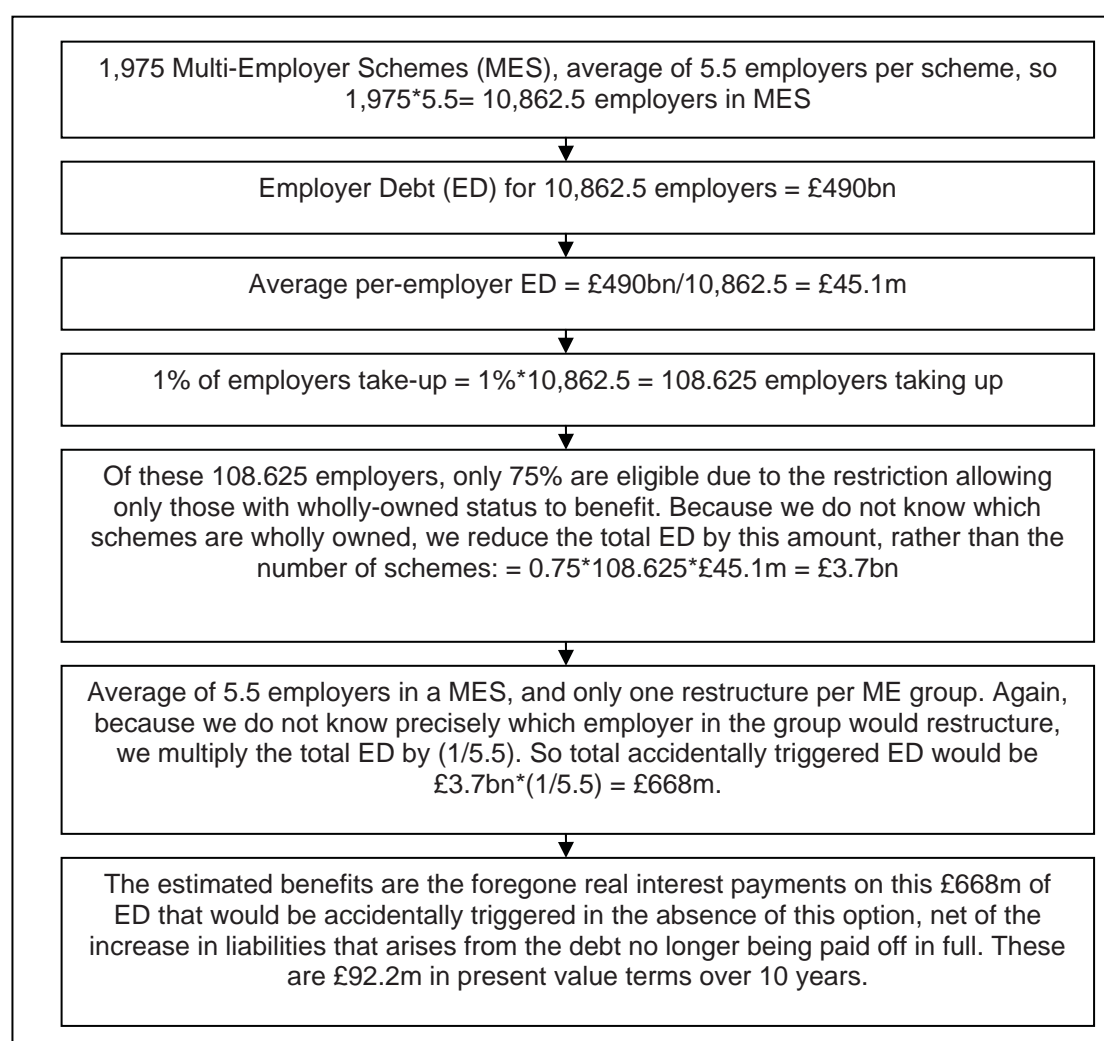 1,975 Multi-Employer Schemes (MES), average of 5.5 employers per scheme, so
1,975*5.5= 10,862.5 employers in MES
Employer Debt (ED) for 10,862.5 employers = £490bn
Average per-employer ED = £490bn/10,862.5 = £45.1m
1% of employers take-up = 1%*10,862.5 = 108.625 employers taking up
Of these 108.625 employers, only 75% are eligible due to the restriction allowing
only those with wholly-owned status to benefit. Because we do not know which
schemes are wholly owned, we reduce the total ED by this amount, rather than the
number of schemes: = 0.75*108.625*£45.1m = £3.7bn
Average of 5.5 employers in a MES, and only one restructure per ME group. Again,
because we do not know precisely which employer in the group would restructure,
we multiply the total ED by (1/5.5). So total accidentally triggered ED would be
£3.7bn*(1/5.5) = £668m.
The estimated benefits are the foregone real interest payments on this £668m of
ED that would be accidentally triggered in the absence of this option, net of the
increase in liabilities that arises from the debt no longer being paid off in full. These
are £92.2m in present value terms over 10 years.